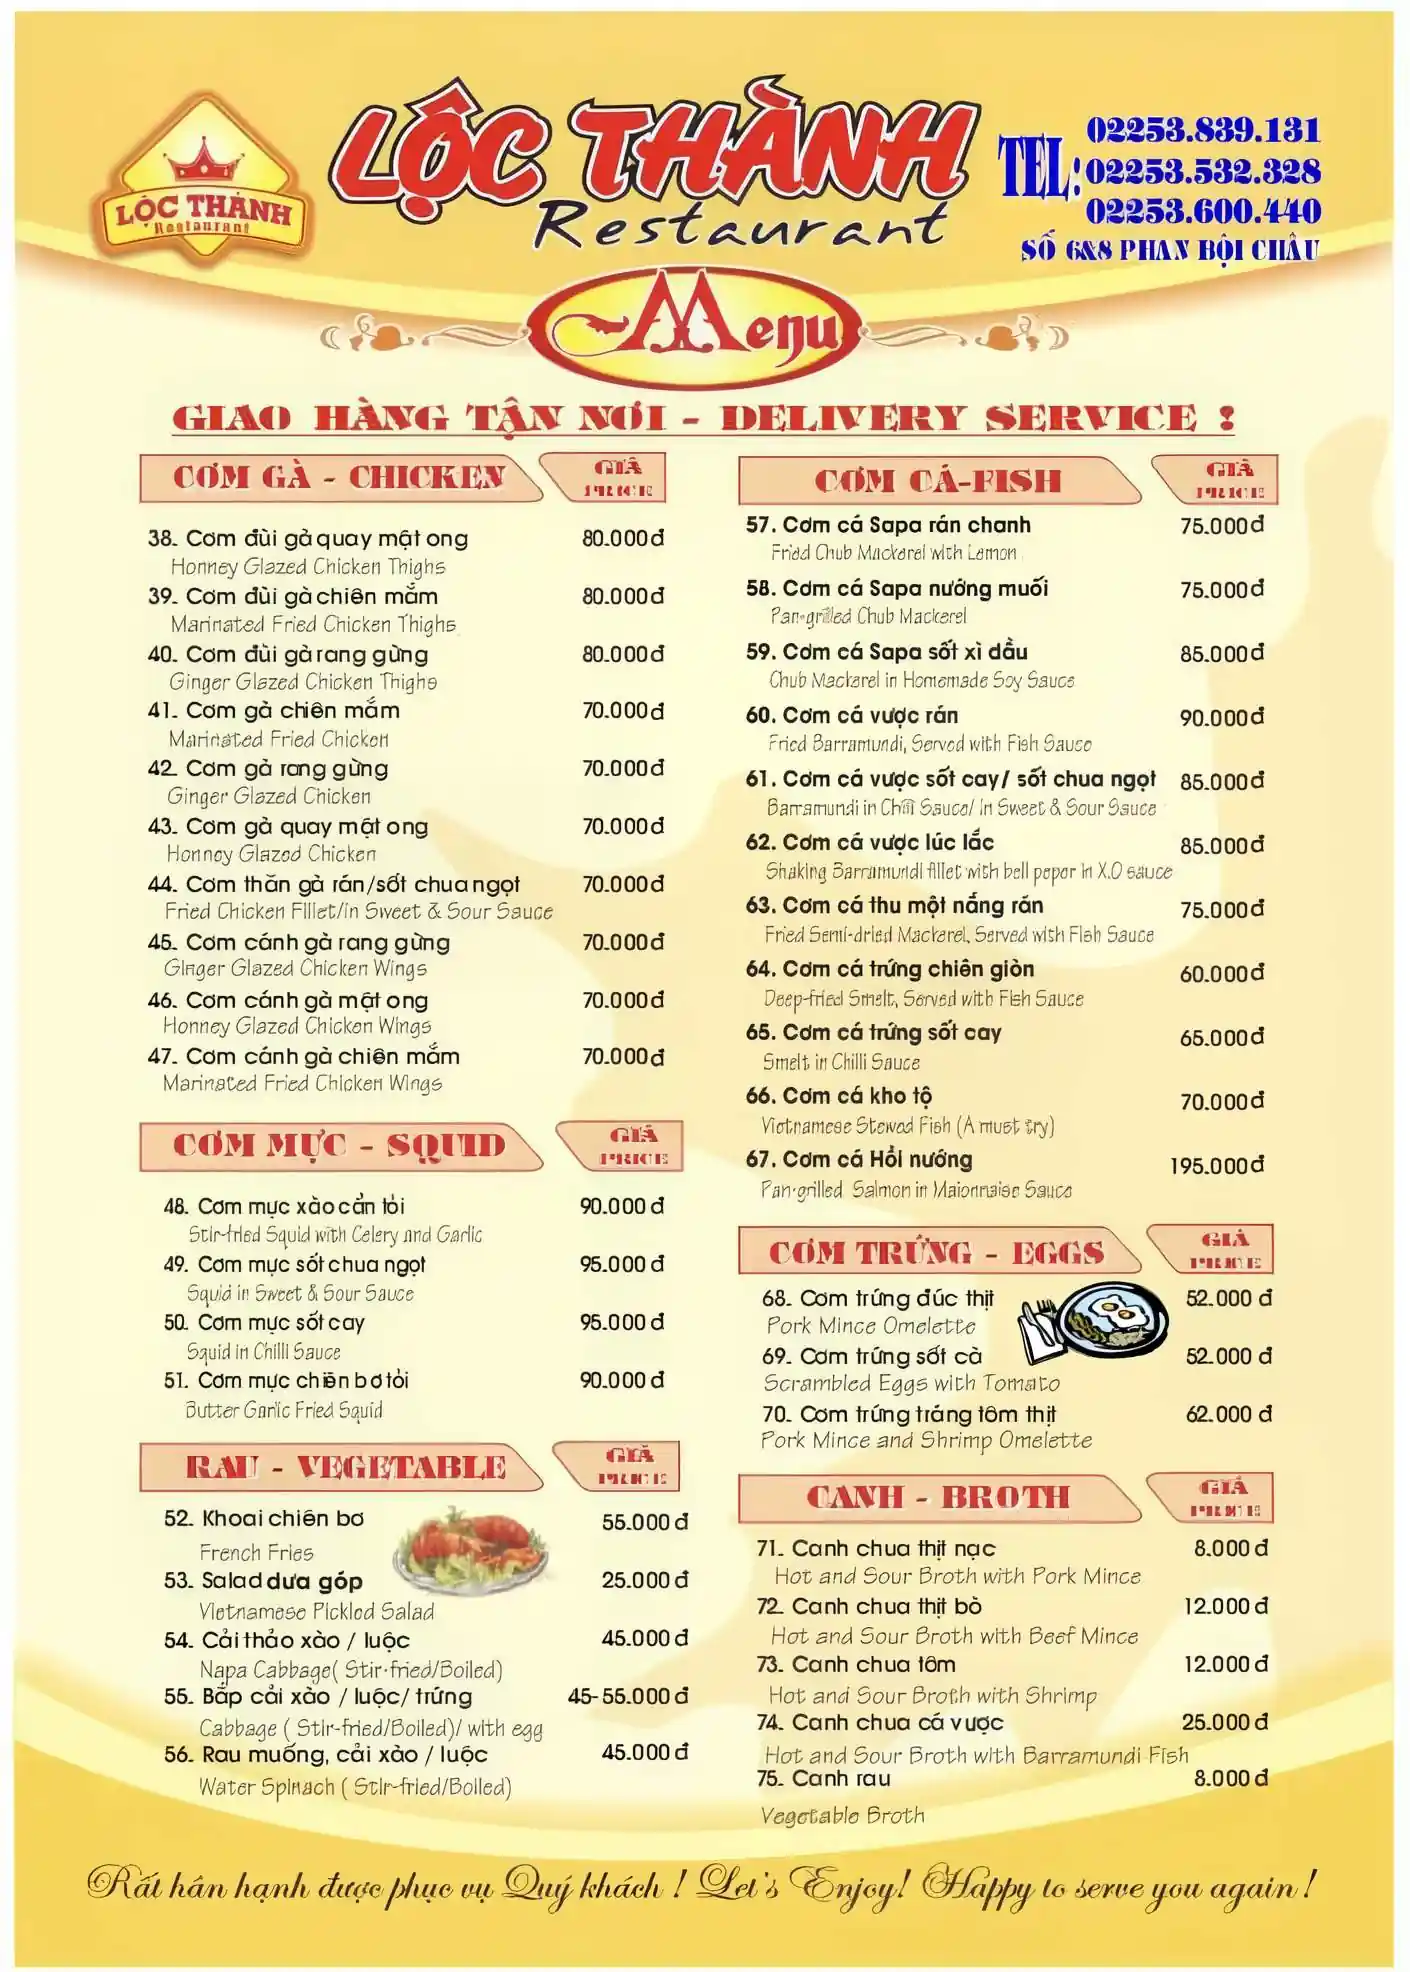 LỘC THÀNH
Restaurant
LỘC THÀNH
Restaurant
TEL: 02253.839.131
02253.532.328
02253.600.440
SỐ 6&8 PHAN BỘI CHÂU
Menu
GIAO HÀNG TẬN NƠI - DELIVERY SERVICE !
CƠM GÀ - CHICKEN
GIÁ
PRICE
38. Cơm đùi gà quay mật ong 80.000đ
Honney Glazed Chicken Thighs
39. Cơm đùi gà chiên mắm 80.000đ
Marinated Fried Chicken Thighs
40. Cơm đùi gà rang gừng 80.000đ
Ginger Glazed Chicken Thighs
41. Cơm gà chiên mắm 70.000đ
Marinated Fried Chicken
42. Cơm gà rang gừng 70.000đ
Ginger Glazed Chicken
43. Cơm gà quay mật ong 70.000đ
Honney Glazed Chicken
44. Cơm thăn gà rán/sốt chua ngọt 70.000đ
Fried Chicken Fillet/in Sweet & Sour Sauce
45. Cơm cánh gà rang gừng 70.000đ
Ginger Glazed Chicken Wings
46. Cơm cánh gà mật ong 70.000đ
Honney Glazed Chicken Wings
47. Cơm cánh gà chiên mắm 70.000đ
Marinated Fried Chicken Wings
CƠM MỰC - SQUID
GIÁ
PRICE
48. Cơm mực xào cần tỏi 90.000 đ
Stir-fried Squid with Celery and Garlic
49. Cơm mực sốt chua ngọt 95.000 đ
Squid in Sweet & Sour Sauce
50. Cơm mực sốt cay 95.000 đ
Squid in Chilli Sauce
51. Cơm mực chiên bơ tỏi 90.000 đ
Butter Garlic Fried Squid
RAU - VEGETABLE
GIÁ
PRICE
52. Khoai chiên bơ 55.000 đ
French Fries
53. Salad dưa góp 25.000 đ
Vietnamese Pickled Salad
54. Cải thảo xào / luộc 45.000 đ
Napa Cabbage( Stir-fried/Boiled)
55. Bắp cải xào / luộc/ trứng 45-55.000 đ
Cabbage ( Stir-fried/Boiled)/ with egg
56. Rau muống, cải xào / luộc 45.000 đ
Water Spinach ( Stir-fried/Boiled)
CƠM CÁ-FISH
GIÁ
PRICE
57. Cơm cá Sapa rán chanh 75.000đ
Fried Chub Mackerel with Lemon
58. Cơm cá Sapa nướng muối 75.000đ
Pan-grilled Chub Mackerel
59. Cơm cá Sapa sốt xì dầu 85.000đ
Chub Mackerel in Homemade Soy Sauce
60. Cơm cá vược rán 90.000đ
Fried Barramundi, Served with Fish Sauce
61. Cơm cá vược sốt cay/ sốt chua ngọt 85.000đ
Barramundi in Chilli Sauce/ In Sweet & Sour Sauce
62. Cơm cá vược lúc lắc 85.000đ
Shaking Barramundi fillet with bell peper in X.O sauce
63. Cơm cá thu một nắng rán 75.000đ
Fried Semi-dried Mackerel, Served with Fish Sauce
64. Cơm cá trứng chiên giòn 60.000đ
Deep-fried Smelt, Served with Fish Sauce
65. Cơm cá trứng sốt cay 65.000đ
Smelt in Chilli Sauce
66. Cơm cá kho tộ 70.000đ
Vietnamese Stewed Fish (A must try)
67. Cơm cá Hồi nướng 195.000đ
Pan-grilled Salmon in Maionnaise Sauce
CƠM TRỨNG - EGGS
GIÁ
PRICE
68. Cơm trứng đúc thịt 52.000 đ
Pork Mince Omelette
69. Cơm trứng sốt cà 52.000 đ
Scrambled Eggs with Tomato
70. Cơm trứng tráng tôm thịt 62.000 đ
Pork Mince and Shrimp Omelette
CANH - BROTH
GIÁ
PRICE
71. Canh chua thịt nạc 8.000 đ
Hot and Sour Broth with Pork Mince
72. Canh chua thịt bò 12.000 đ
Hot and Sour Broth with Beef Mince
73. Canh chua tôm 12.000 đ
Hot and Sour Broth with Shrimp
74. Canh chua cá vược 25.000 đ
Hot and Sour Broth with Barramundi Fish
75. Canh rau 8.000 đ
Vegetable Broth
Rất hân hạnh được phục vụ Quý khách ! Let's Enjoy! Happy to serve you again !